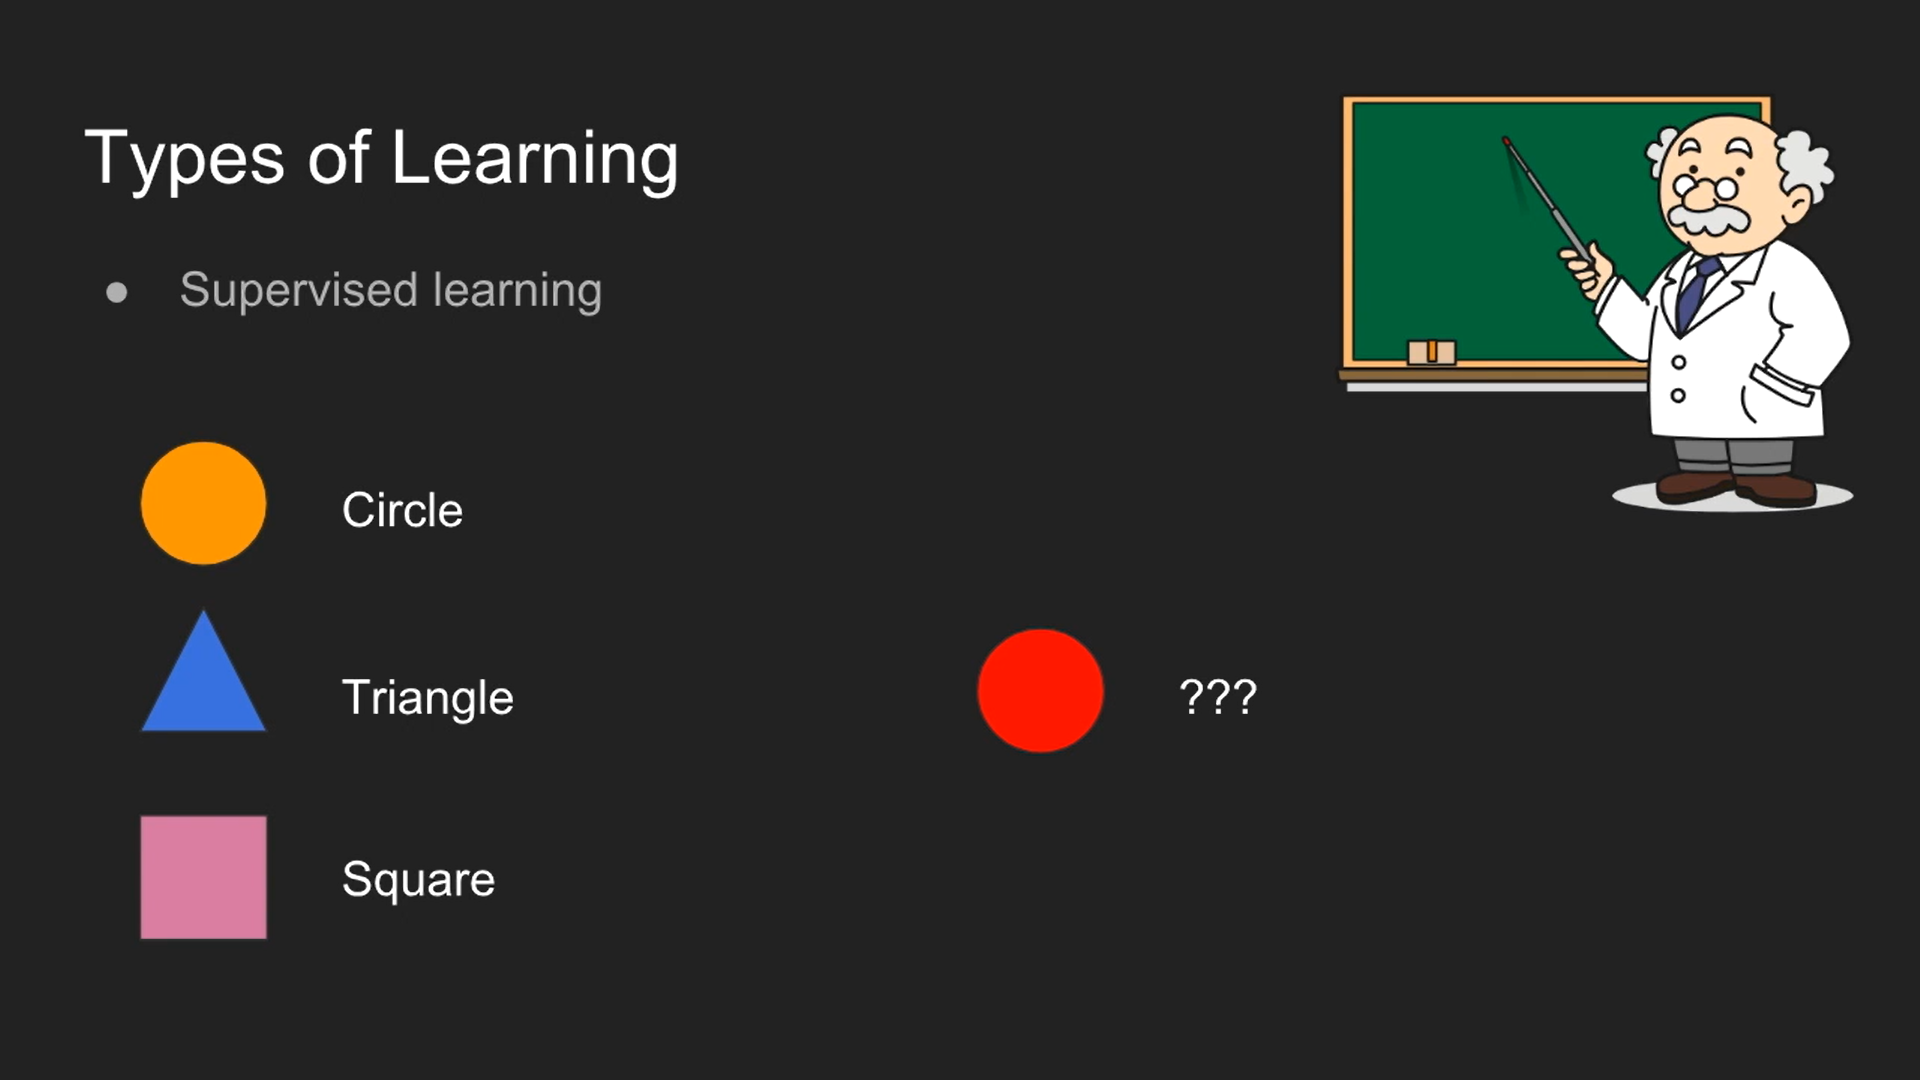 Types of Learning
● Supervised learning
Circle
Triangle
???
Square